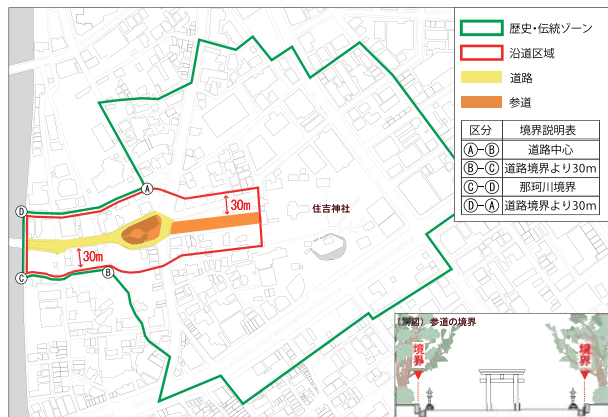 歴史・伝統ゾーン
沿道区域
道路
参道
区分 境界説明表
Ⓐ-Ⓑ 道路中心
Ⓑ-Ⓒ 道路境界より30m
Ⓒ-Ⓓ 那珂川境界
Ⓓ-Ⓐ 道路境界より30m
A
30m
住吉神社
D
30m
B
C
図）参道の境界
境界
境界